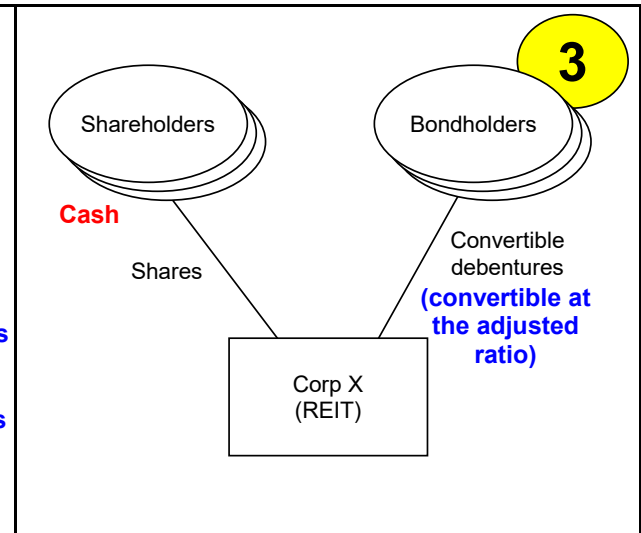 3
Shareholders
Bondholders
Cash
Shares
Convertible
debentures
(convertible at
the adjusted
ratio)
s
s
Corp X
(REIT)